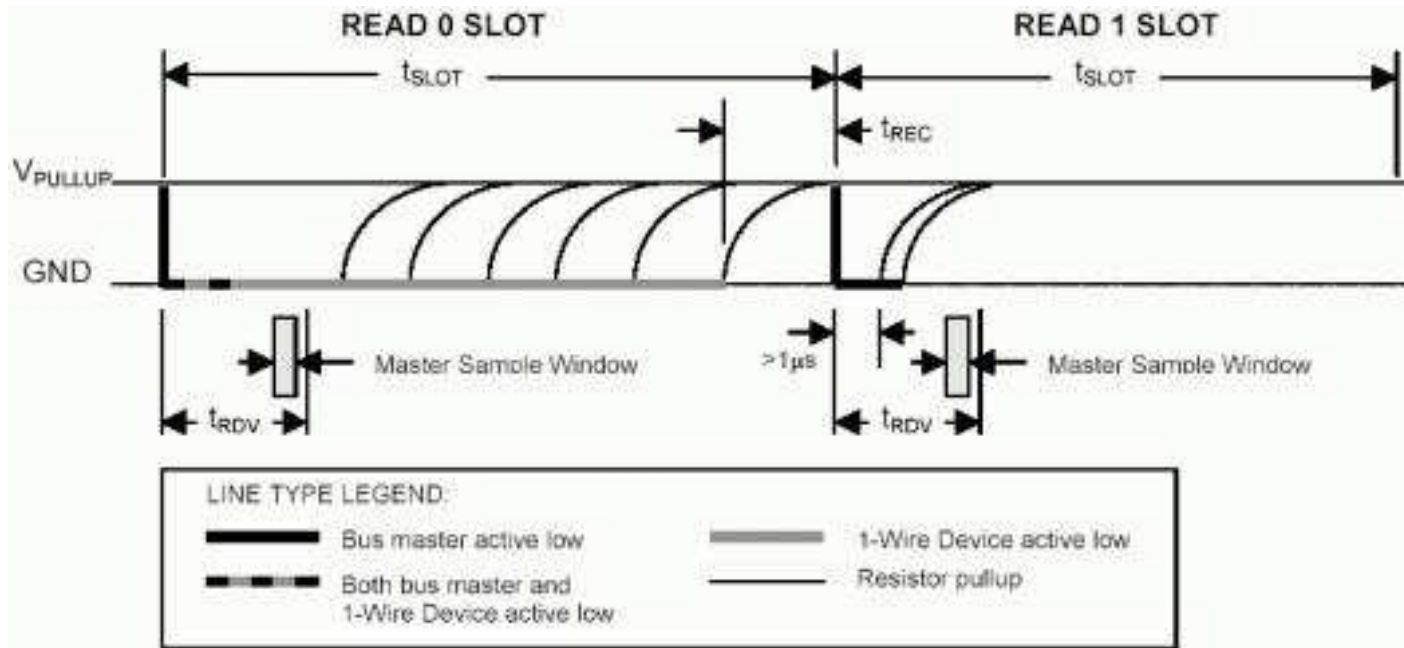 READ 0 SLOT
READ 1 SLOT
tSLOT
tSLOT
tREC
VPULLUP
GND
>1µs
Master Sample Window
Master Sample Window
tRDV
tRDV
LINE TYPE LEGEND:
Bus master active low
1-Wire Device active low
Both bus master and
1-Wire Device active low
Resistor pullup